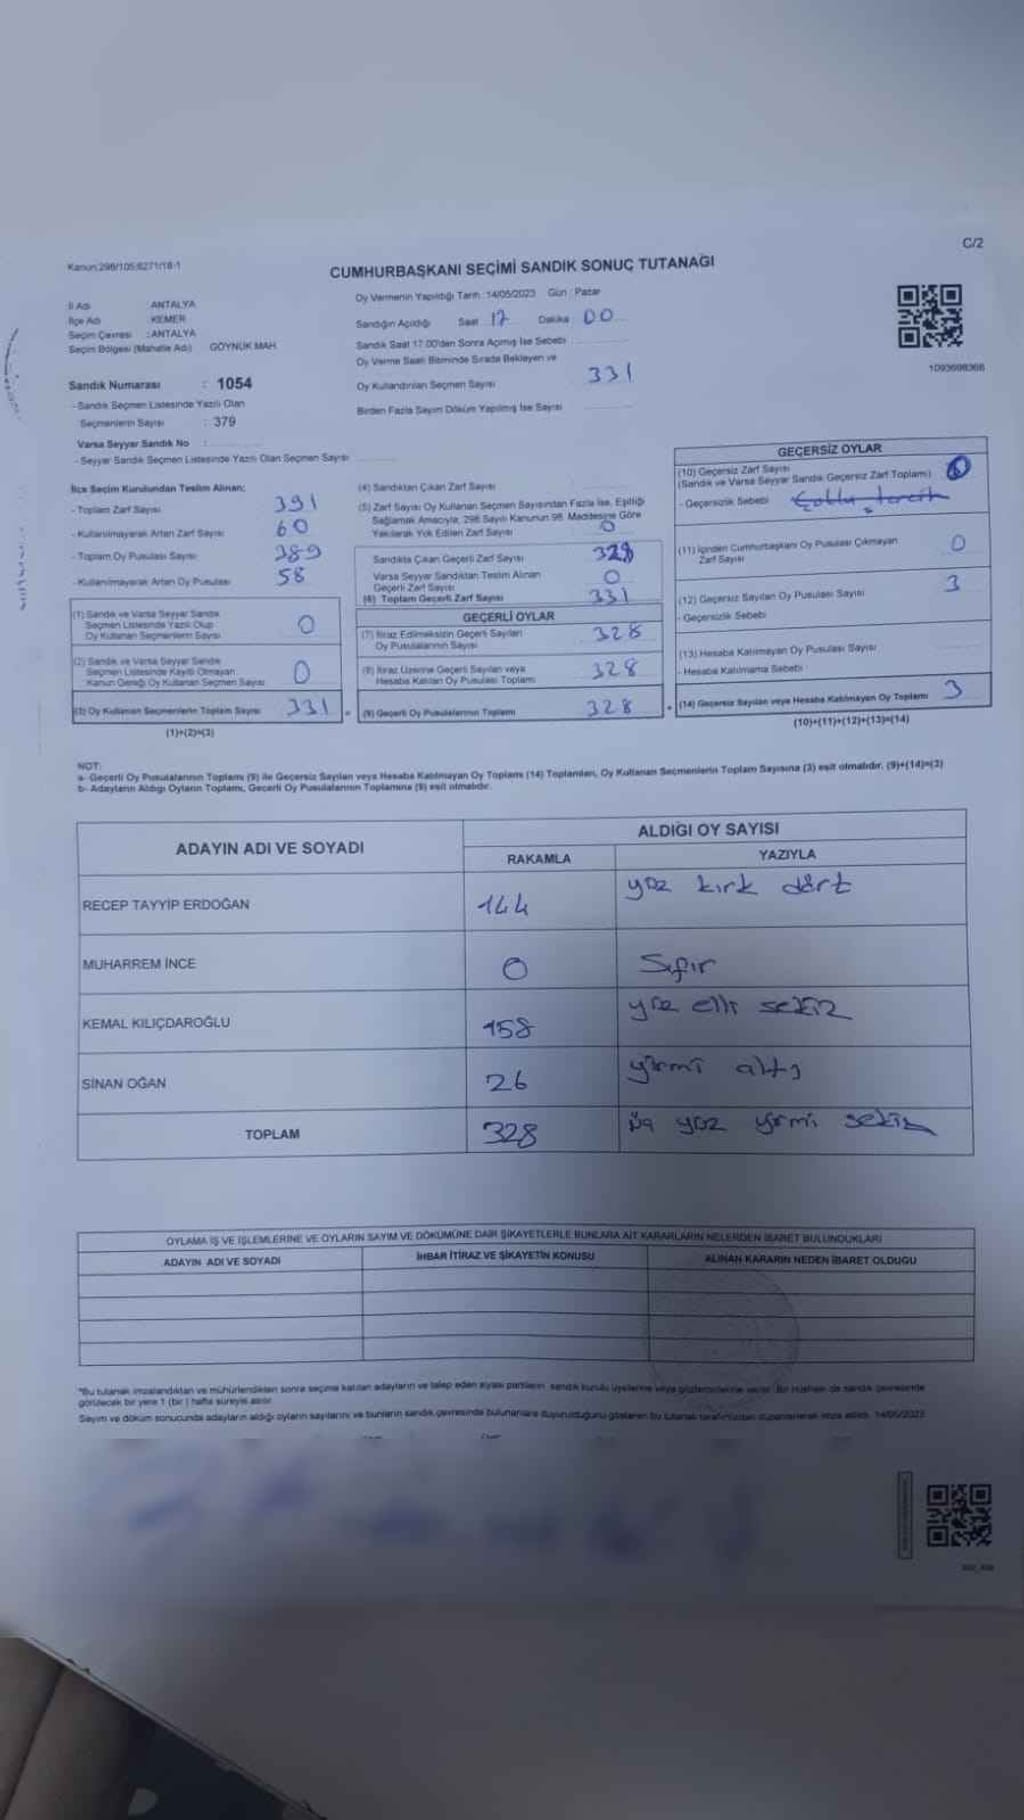 C/2
Kanun:298/105;6271/18-1
CUMHURBAŞKANI SEÇİMİ SANDIK SONUÇ TUTANAĞI
İl Adı ANTALYA
İlçe Adı KEMER
Seçim Çevresi : ANTALYA
Seçim Bölgesi (Mahalle Adı) GÖYNÜK MAH.
Oy Vermenin Yapıldığı Tarih :14/05/2023 Gün : Pazar
Sandığın Açıldığı Saat 17 Dakika 00
Sandık Saat 17.00'den Sonra Açılmış İse Sebebi
Oy Verme Saati Bitiminde Sırada Bekleyen ve
Oy Kullandırılan Seçmen Sayısı 331
Birden Fazla Sayım Döküm Yapılmış İse Sayısı
1093698368
Sandık Numarası : 1054
- Sandık Seçmen Listesinde Yazılı Olan
Seçmenlerin Sayısı : 379
Varsa Seyyar Sandık No :
- Seyyar Sandık Seçmen Listesinde Yazılı Olan Seçmen Sayısı
İlçe Seçim Kurulundan Teslim Alınan;
- Toplam Zarf Sayısı 391
- Kullanılmayarak Artan Zarf Sayısı 60
- Toplam Oy Pusulası Sayısı 389
- Kullanılmayarak Artan Oy Pusulası 58
(1) Sandık ve Varsa Seyyar Sandık
Seçmen Listesinde Yazılı Olup
Oy Kullanan Seçmenlerin Sayısı 0
(2) Sandık ve Varsa Seyyar Sandık
Seçmen Listesinde Kayıtlı Olmayan
Kanun Gereği Oy Kullanan Seçmen Sayısı 0
(3) Oy Kullanan Seçmenlerin Toplam Sayısı 331
(1)+(2)=(3)
(4) Sandıktan Çıkan Zarf Sayısı
(5) Zarf Sayısı Oy Kullanan Seçmen Sayısından Fazla İse, Eşitliği
Sağlamak Amacıyla, 298 Sayılı Kanunun 98. Maddesine Göre
Yakılarak Yok Edilen Zarf Sayısı 0
Sandıkta Çıkan Geçerli Zarf Sayısı 328
Varsa Seyyar Sandıktan Teslim Alınan
Geçerli Zarf Sayısı 0
(6) Toplam Geçerli Zarf Sayısı 331
GEÇERLİ OYLAR
(7) İtiraz Edilmeksizin Geçerli Sayılan
Oy Pusulalarının Sayısı 328
(8) İtiraz Üzerine Geçerli Sayılan veya
Hesaba Katılan Oy Pusulası Toplamı 328
= (9) Geçerli Oy Pusulalarının Toplamı 328
GEÇERSİZ OYLAR
(10) Geçersiz Zarf Sayısı
(Sandık ve Varsa Seyyar Sandık Geçersiz Zarf Toplamı)
- Geçersizlik Sebebi
(11) İçinden Cumhurbaşkanı Oy Pusulası Çıkmayan
Zarf Sayısı 0
(12) Geçersiz Sayılan Oy Pusulası Sayısı 3
- Geçersizlik Sebebi
(13) Hesaba Katılmayan Oy Pusulası Sayısı
- Hesaba Katılmama Sebebi
+ (14) Geçersiz Sayılan veya Hesaba Katılmayan Oy Toplamı 3
(10)+(11)+(12)+(13)=(14)
NOT:
a- Geçerli Oy Pusulalarının Toplamı (9) ile Geçersiz Sayılan veya Hesaba Katılmayan Oy Toplamı (14) Toplamları, Oy Kullanan Seçmenlerin Toplam Sayısına (3) eşit olmalıdır. (9)+(14)=(3)
b- Adayların Aldığı Oyların Toplamı, Geçerli Oy Pusulalarının Toplamına (9) eşit olmalıdır.
ADAYIN ADI VE SOYADI ALDIĞI OY SAYISI
RAKAMLA YAZIYLA
RECEP TAYYİP ERDOĞAN 144 yüz kırk dört
MUHARREM İNCE 0 Sıfır
KEMAL KILIÇDAROĞLU 158 yüz elli sekiz
SİNAN OĞAN 26 yirmi altı
TOPLAM 328 üç yüz yirmi sekiz
OYLAMA İŞ VE İŞLEMLERİNE VE OYLARIN SAYIM VE DÖKÜMÜNE DAİR ŞİKAYETLERLE BUNLARA AİT KARARLARIN NELERDEN İBARET BULUNDUKLARI
ADAYIN ADI VE SOYADI İHBAR İTİRAZ VE ŞİKAYETİN KONUSU ALINAN KARARIN NEDEN İBARET OLDUĞU
*Bu tutanak imzalandıktan ve mühürlendikten sonra seçime katılan adayların ve talep eden siyasi partilerin sandık kurulu üyelerine veya gözlemcilerine verilir. Bir nüshası da sandık çevresinde
görülecek bir yere 1 (bir) hafta süreyle asılır.
Sayım ve döküm sonucunda adayların aldığı oyların sayılarını ve bunların sandık çevresinde bulunanlara duyurulduğunu gösteren bu tutanak tarafımızdan düzenlenerek imza edildi. 14/05/2023